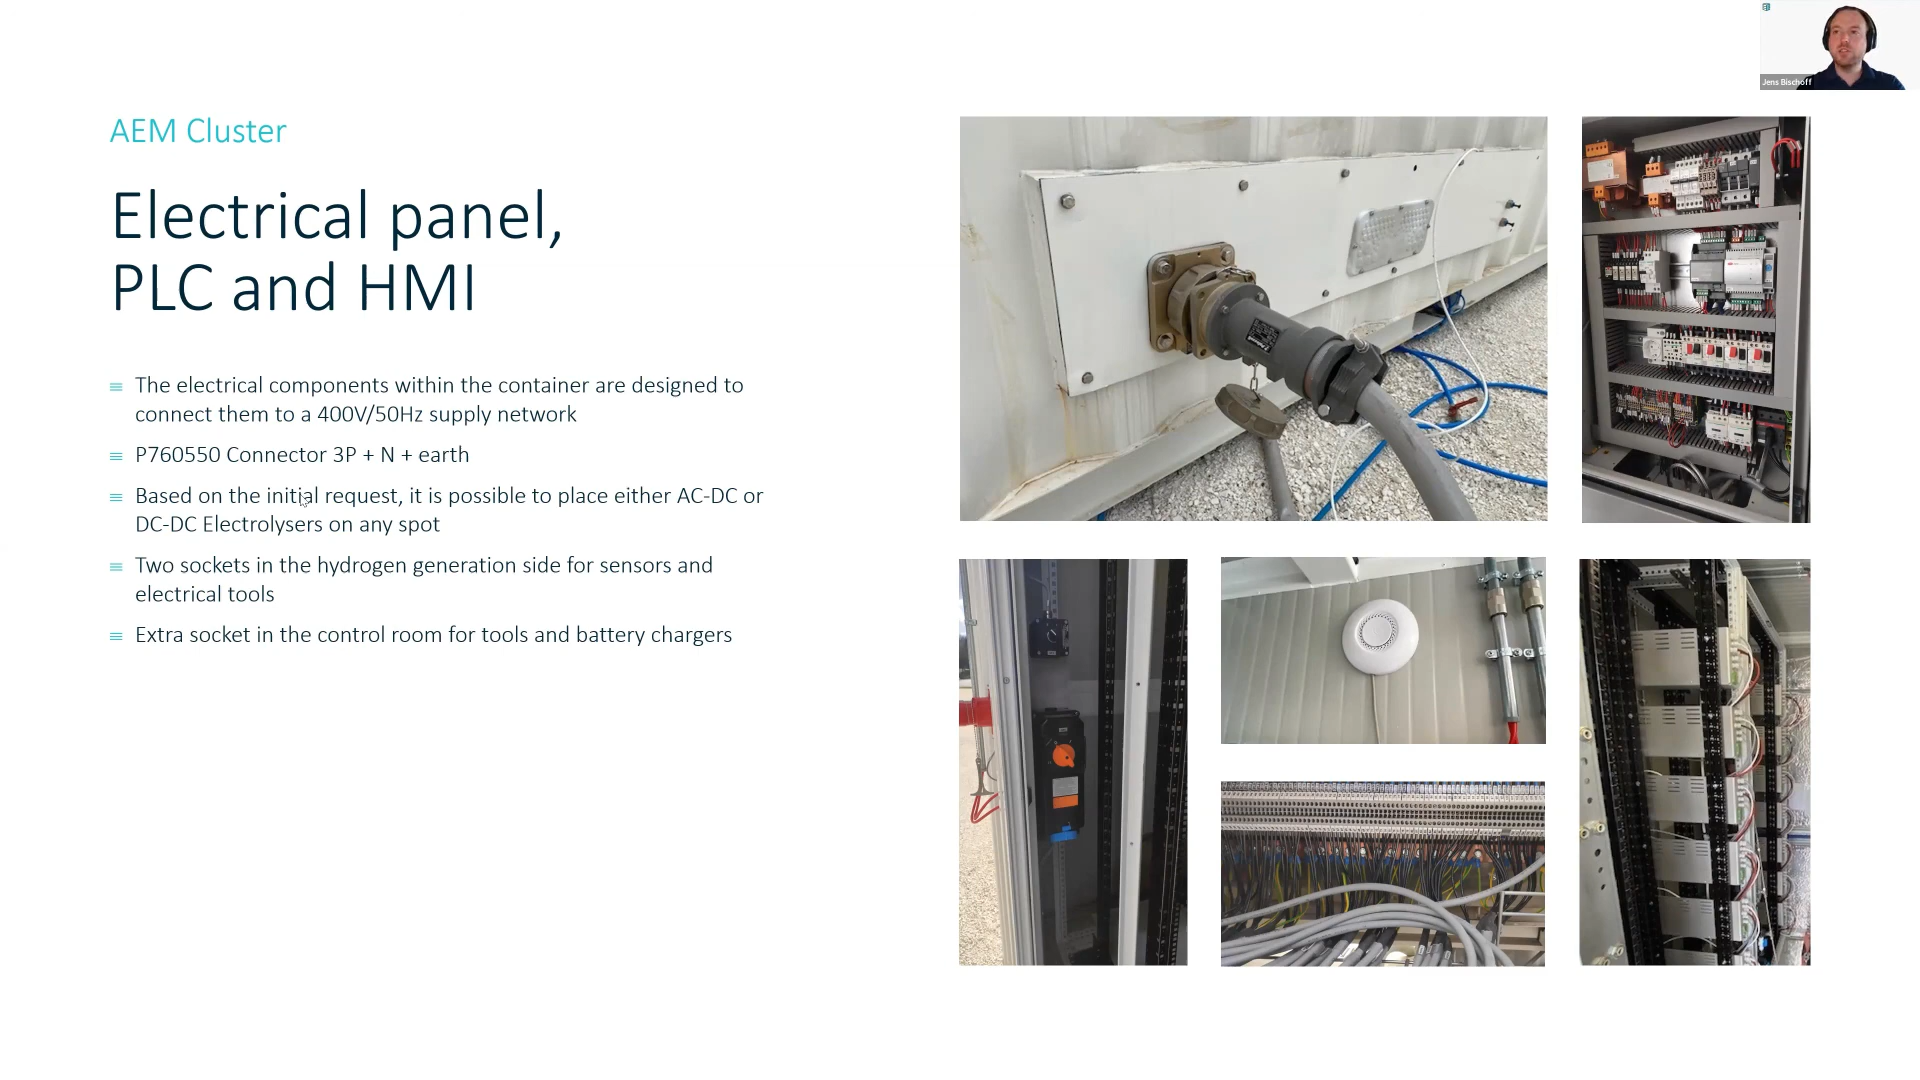 Jens Bischoff
AEM Cluster
Electrical panel,
PLC and HMI
The electrical components within the container are designed to
connect them to a 400V/50Hz supply network
P760550 Connector 3P + N + earth
Based on the initial request, it is possible to place either AC-DC or
DC-DC Electrolysers on any spot
Two sockets in the hydrogen generation side for sensors and
electrical tools
Extra socket in the control room for tools and battery chargers